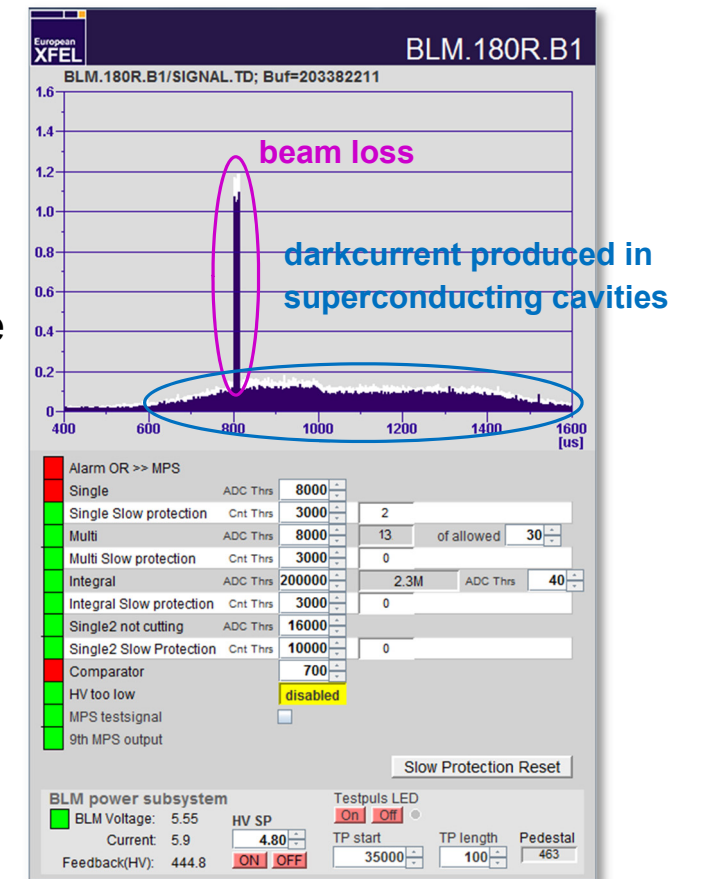 European
XFEL
BLM.180R.B1
BLM.180R.B1/SIGNAL.TD; Buf=203382211
1.6
1.4
beam loss
1.2
1.0
0.8
darkcurrent produced in
superconducting cavities
0.6
e
0.4
0.2
0
400 600 800 1000 1200 1400 1600
[us]
Alarm OR >> MPS
Single ADC Thrs 8000
Single Slow protection Cnt Thrs 3000 2
Multi ADC Thrs 8000 13 of allowed 30
Multi Slow protection Cnt Thrs 3000 0
Integral ADC Thrs 200000 2.3M ADC Thrs 40
Integral Slow protection Cnt Thrs 3000 0
Single2 not cutting ADC Thrs 16000
Single2 Slow Protection Cnt Thrs 10000 0
Comparator 700
HV too low disabled
MPS testsignal
9th MPS output
Slow Protection Reset
BLM power subsystem Testpuls LED
BLM Voltage: 5.55 HV SP On Off
Current: 5.9 4.80 TP start TP length Pedestal
Feedback(HV): 444.8 ON OFF 35000 100 463